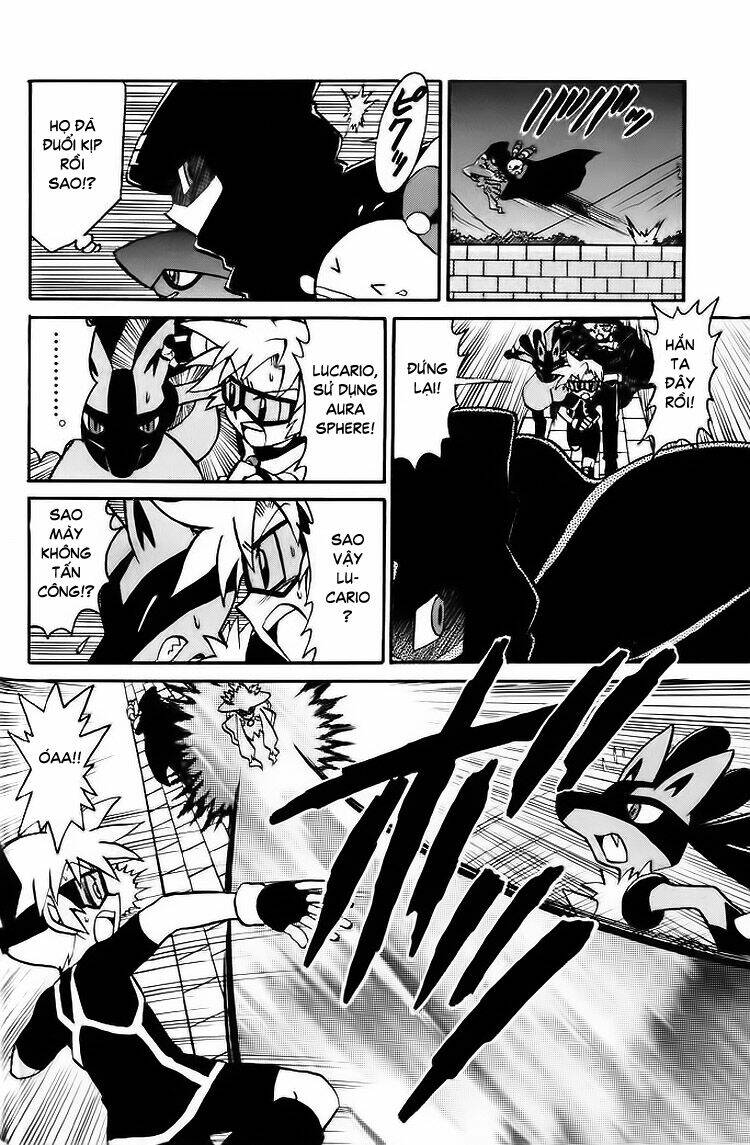 ピクッ
HỌ ĐÃ
ĐUỔI KỊP
RỒI
SAO!?
HẮN
TA
ĐÂY
RỒI!
ĐỨNG
LẠI!
LUCARIO,
SỬ DỤNG
AURA
SPHERE!
SAO
VẬY
LU-
CARIO
?
SAO
MÀY
KHÔNG
TẤN
CÔNG!?
ÓAA!!